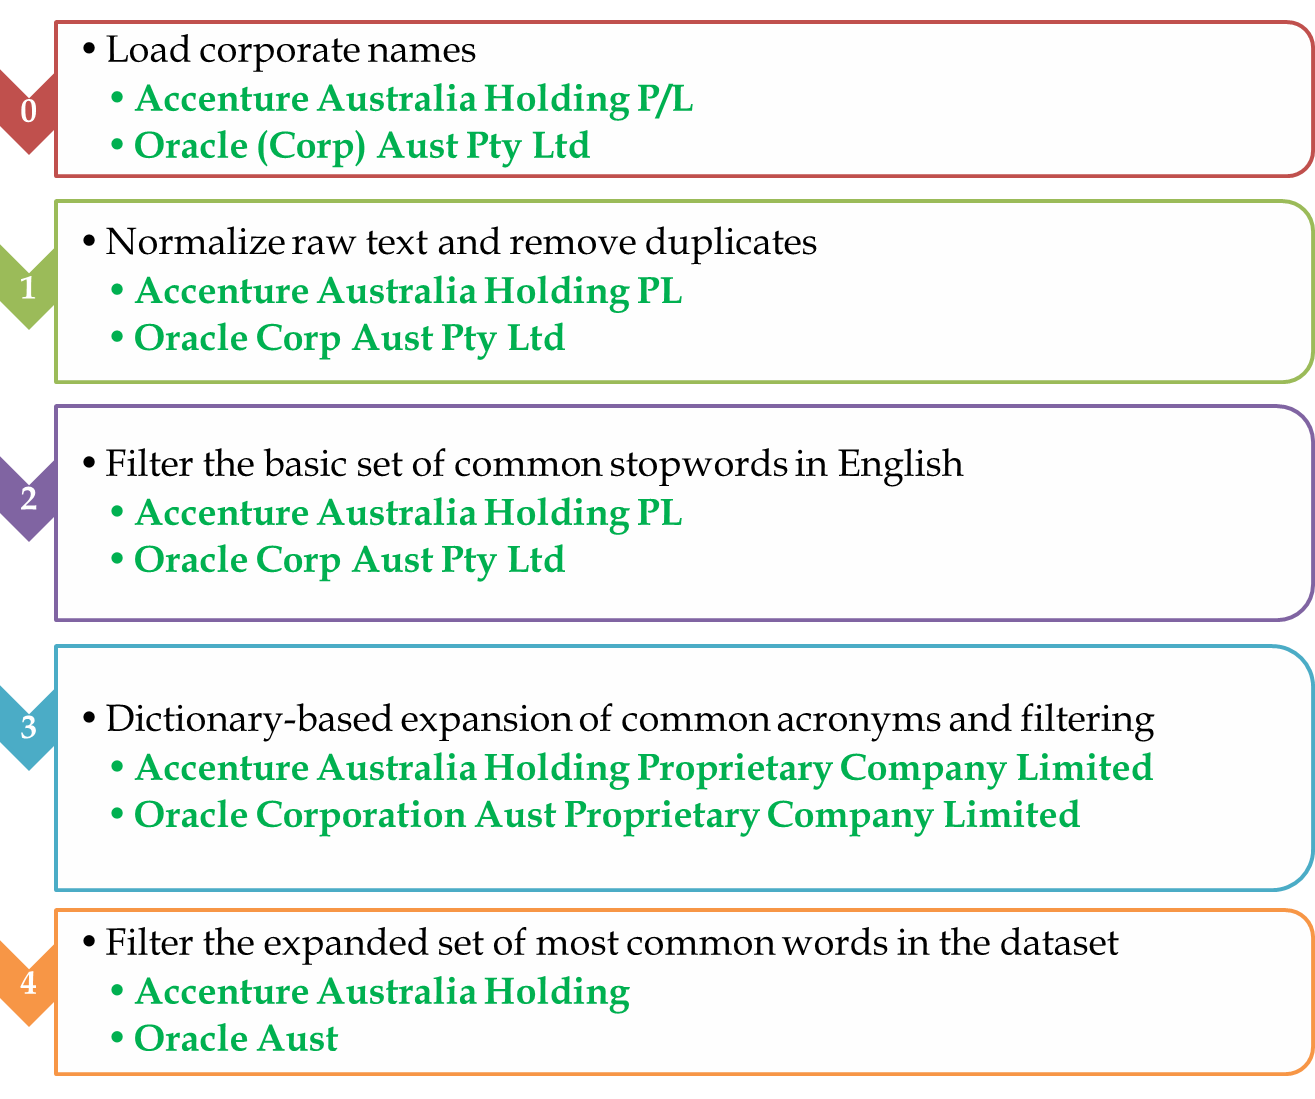 0
• Load corporate names
• Accenture Australia Holding P/L
• Oracle (Corp) Aust Pty Ltd
1
• Normalize raw text and remove duplicates
• Accenture Australia Holding PL
• Oracle Corp Aust Pty Ltd
2
• Filter the basic set of common stopwords in English
• Accenture Australia Holding PL
• Oracle Corp Aust Pty Ltd
3
• Dictionary-based expansion of common acronyms and filtering
• Accenture Australia Holding Proprietary Company Limited
• Oracle Corporation Aust Proprietary Company Limited
4
• Filter the expanded set of most common words in the dataset
• Accenture Australia Holding
• Oracle Aust